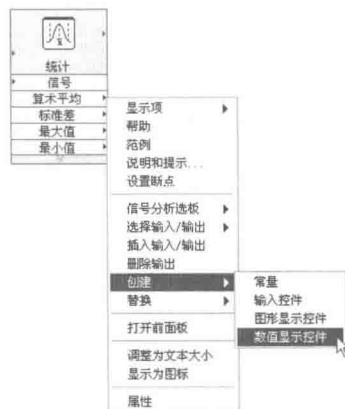 统计
信号
算术平均
标准差
最大值
最小值
显示项
帮助
范例
说明和提示...
设置断点
信号分析选板
选择输入/输出
插入输入/输出
删除输出
创建
替换
打开前面板
调整为文本大小
显示为图标
属性
常量
输入控件
图形显示控件
数值显示控件